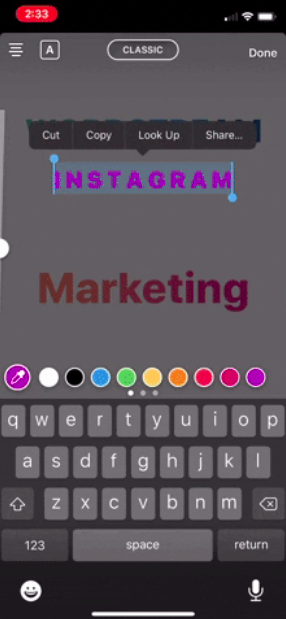 2:33
A
CLASSIC
Done
Cut Copy Look Up Share...
INSTAGRAM
Marketing
q w e r t y u i o p
a s d f g h j k l
z x c v b n m
123 space return